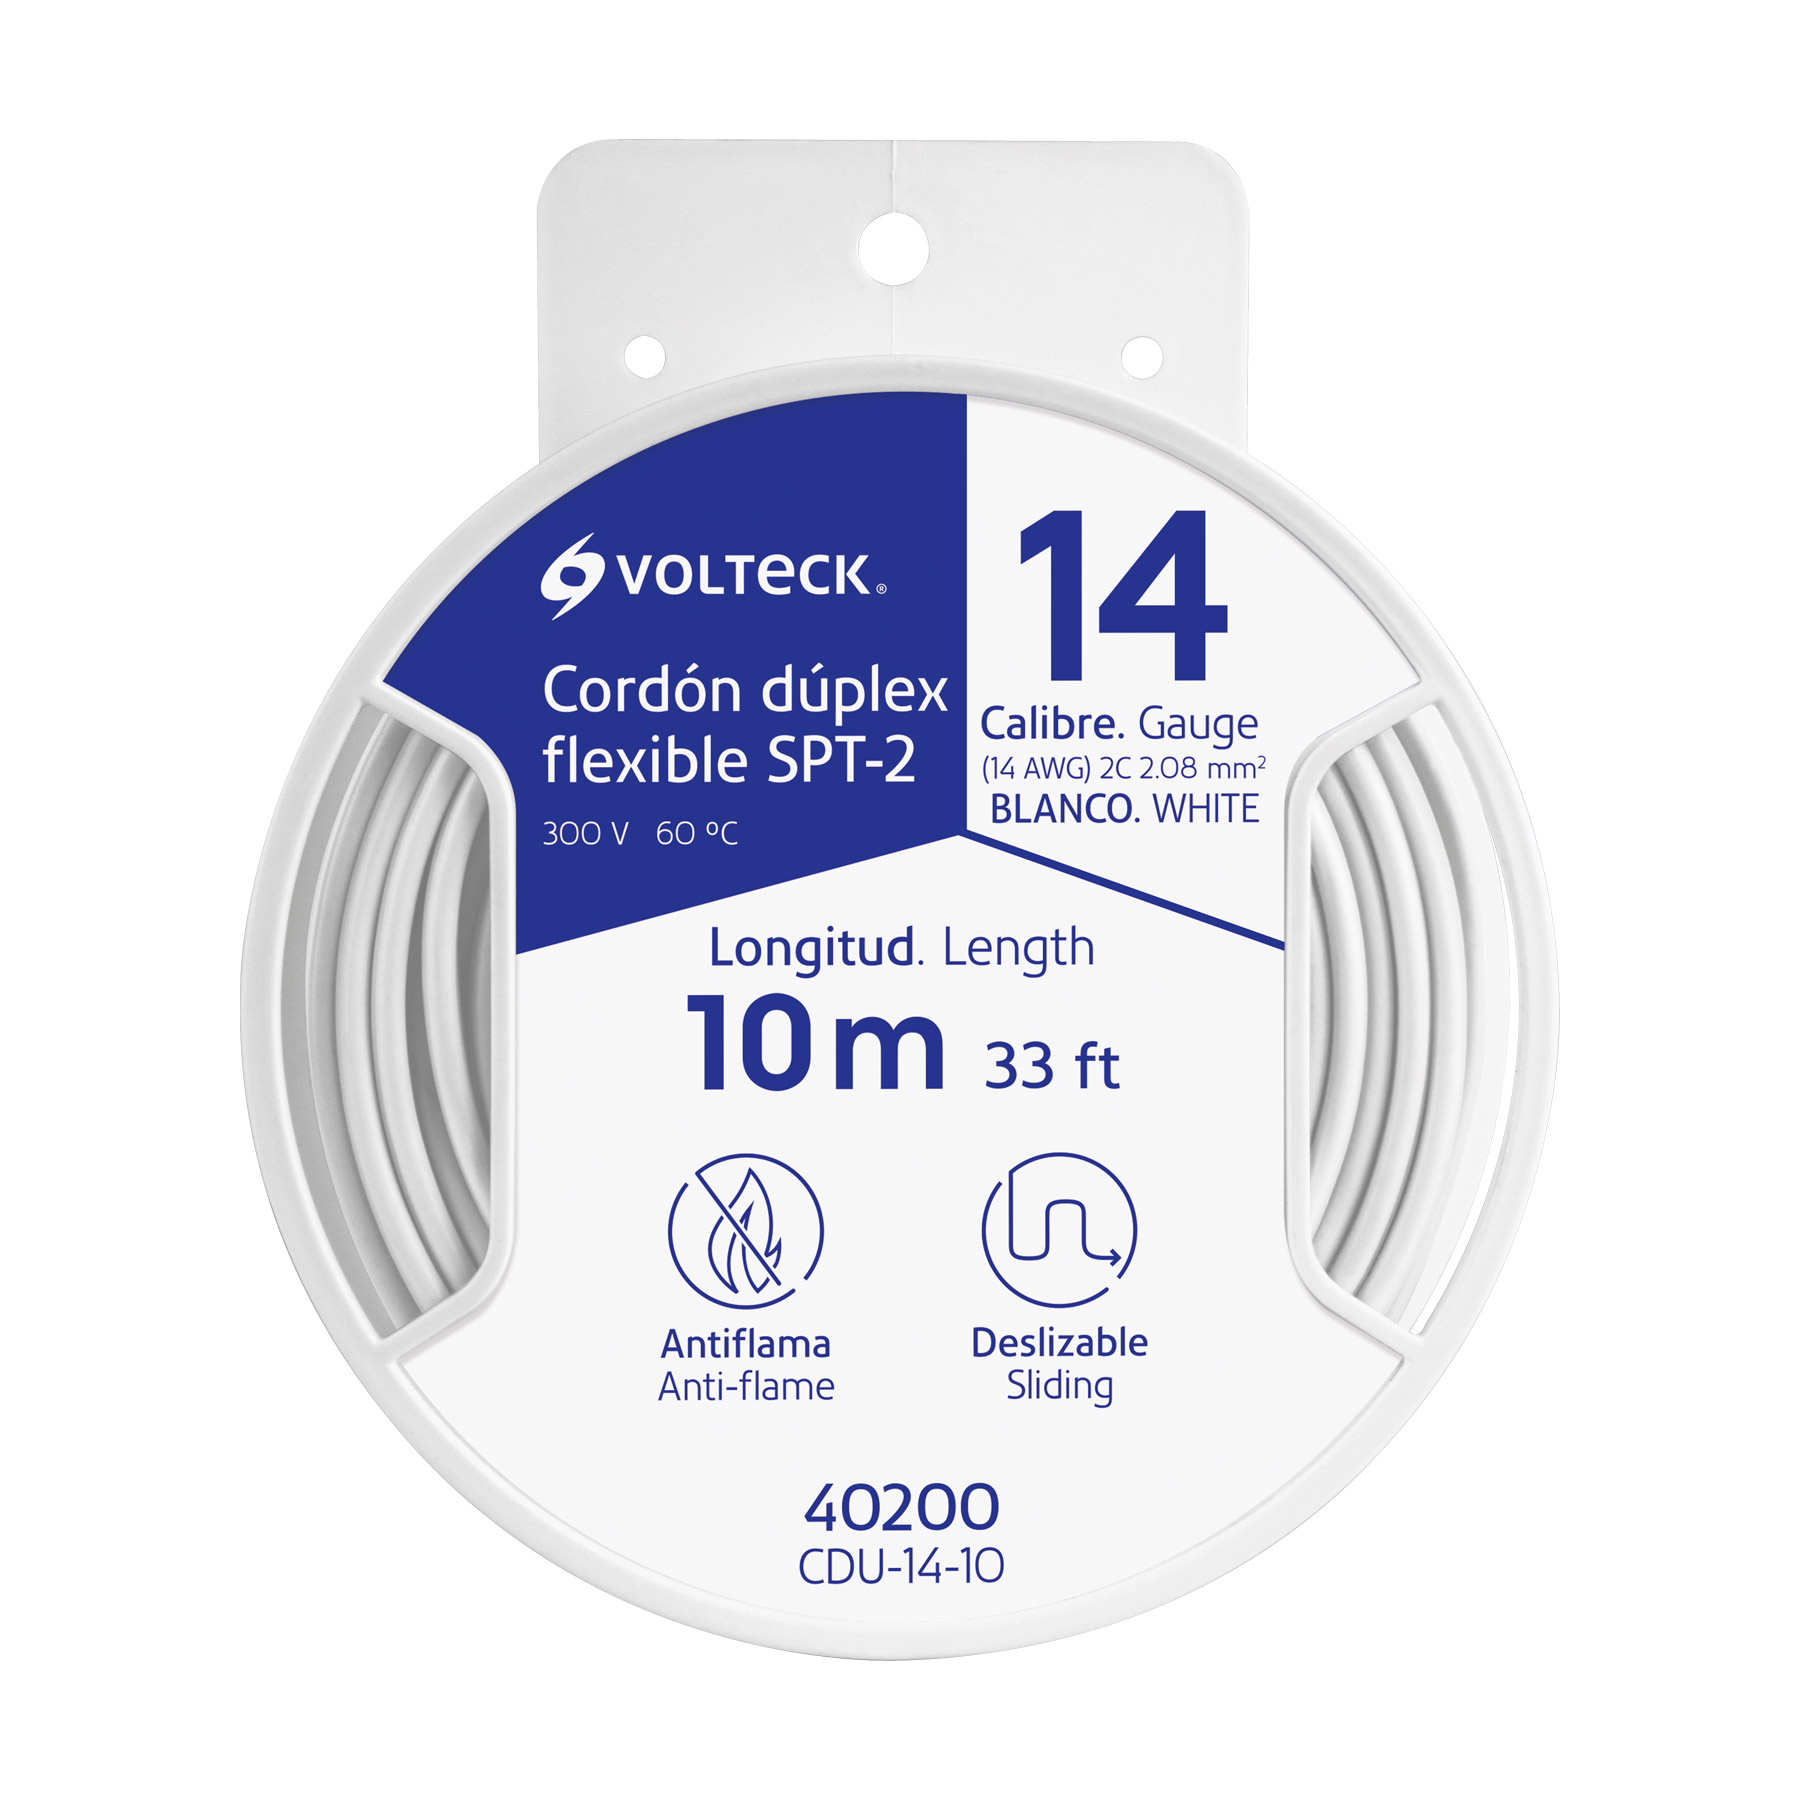 VOLTECK®
Cordón dúplex
flexible SPT-2
300 V 60 ºC
14
Calibre. Gauge
(14 AWG) 2C 2.08 mm²
BLANCO. WHITE
Longitud. Length
10 m 33 ft
Antiflama
Anti-flame
Deslizable
Sliding
40200
CDU-14-10